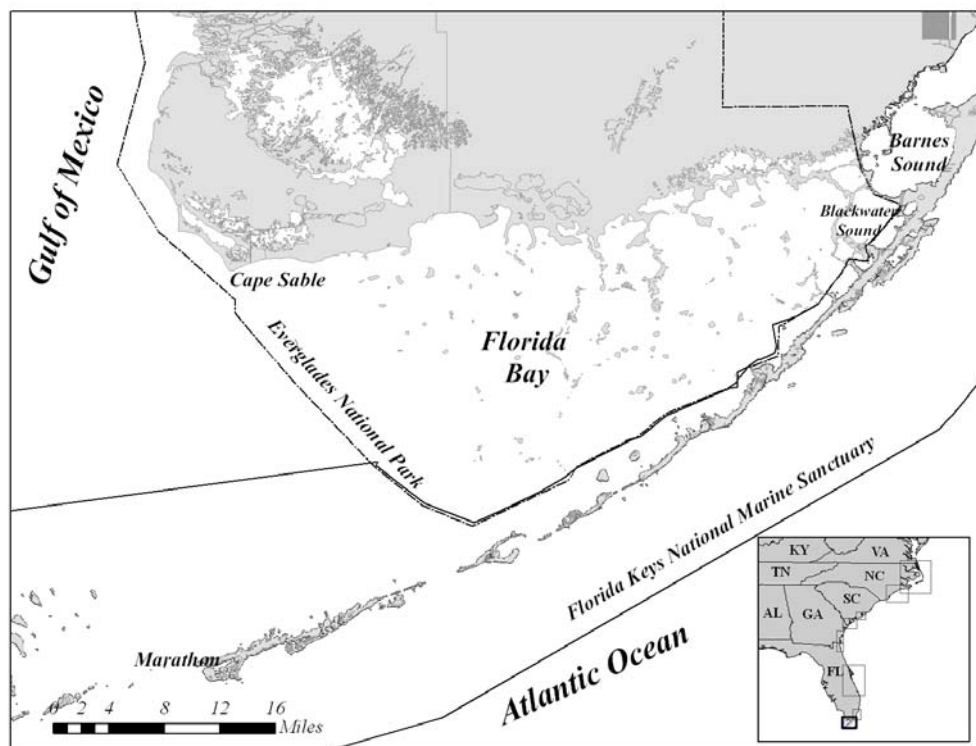 Gulf of Mexico
Barnes
Sound
Blackwater
Sound
Cape Sable
Florida
Bay
Everglades National Park
Florida Keys National Marine Sanctuary
Atlantic Ocean
Marathon
0 2 4 8 12 16
Miles
KY VA
TN NC
SC
AL GA
FL